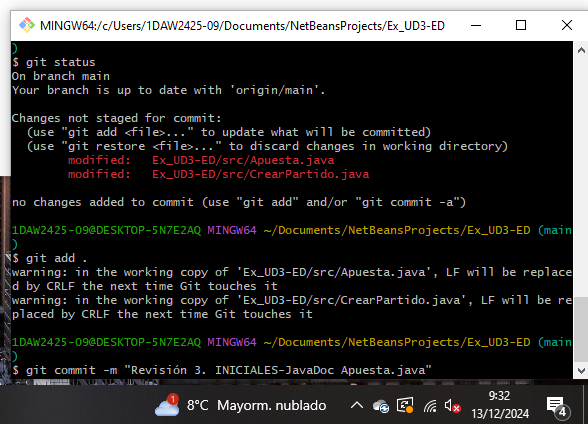 MINGW64:/c/Users/1DAW2425-09/Documents/NetBeansProjects/Ex_UD3-ED
)
$ git status
On branch main
Your branch is up to date with 'origin/main'.
Changes not staged for commit:
(use "git add <file>..." to update what will be committed)
(use "git restore <file>..." to discard changes in working directory)
modified: Ex_UD3-ED/src/Apuesta.java
modified: Ex_UD3-ED/src/CrearPartido.java
no changes added to commit (use "git add" and/or "git commit -a")
1DAW2425-09@DESKTOP-5N7E2AQ MINGW64 ~/Documents/NetBeansProjects/Ex_UD3-ED (main
)
$ git add .
warning: in the working copy of 'Ex_UD3-ED/src/Apuesta.java', LF will be replace
d by CRLF the next time Git touches it
warning: in the working copy of 'Ex_UD3-ED/src/CrearPartido.java', LF will be re
placed by CRLF the next time Git touches it
1DAW2425-09@DESKTOP-5N7E2AQ MINGW64 ~/Documents/NetBeansProjects/Ex_UD3-ED (main
)
$ git commit -m "Revisión 3. INICIALES-JavaDoc Apuesta.java"
1
8°C Mayorm. nublado
9:32
13/12/2024
4